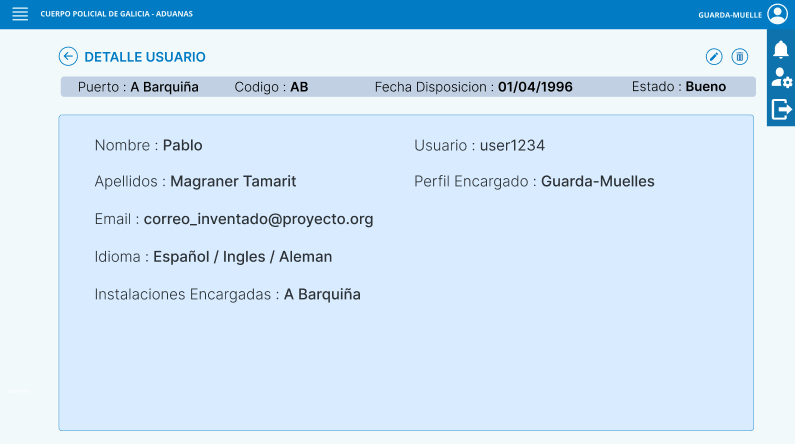 CUERPO POLICIAL DE GALICIA - ADUANAS
GUARDA-MUELLE
DETALLE USUARIO
Puerto : A Barquiña Codigo : AB Fecha Disposicion : 01/04/1996 Estado : Bueno
Nombre : Pablo
Usuario : user1234
Apellidos : Magraner Tamarit
Perfil Encargado : Guarda-Muelles
Email : correo_inventado@proyecto.org
Idioma : Español / Ingles / Aleman
Instalaciones Encargadas : A Barquiña